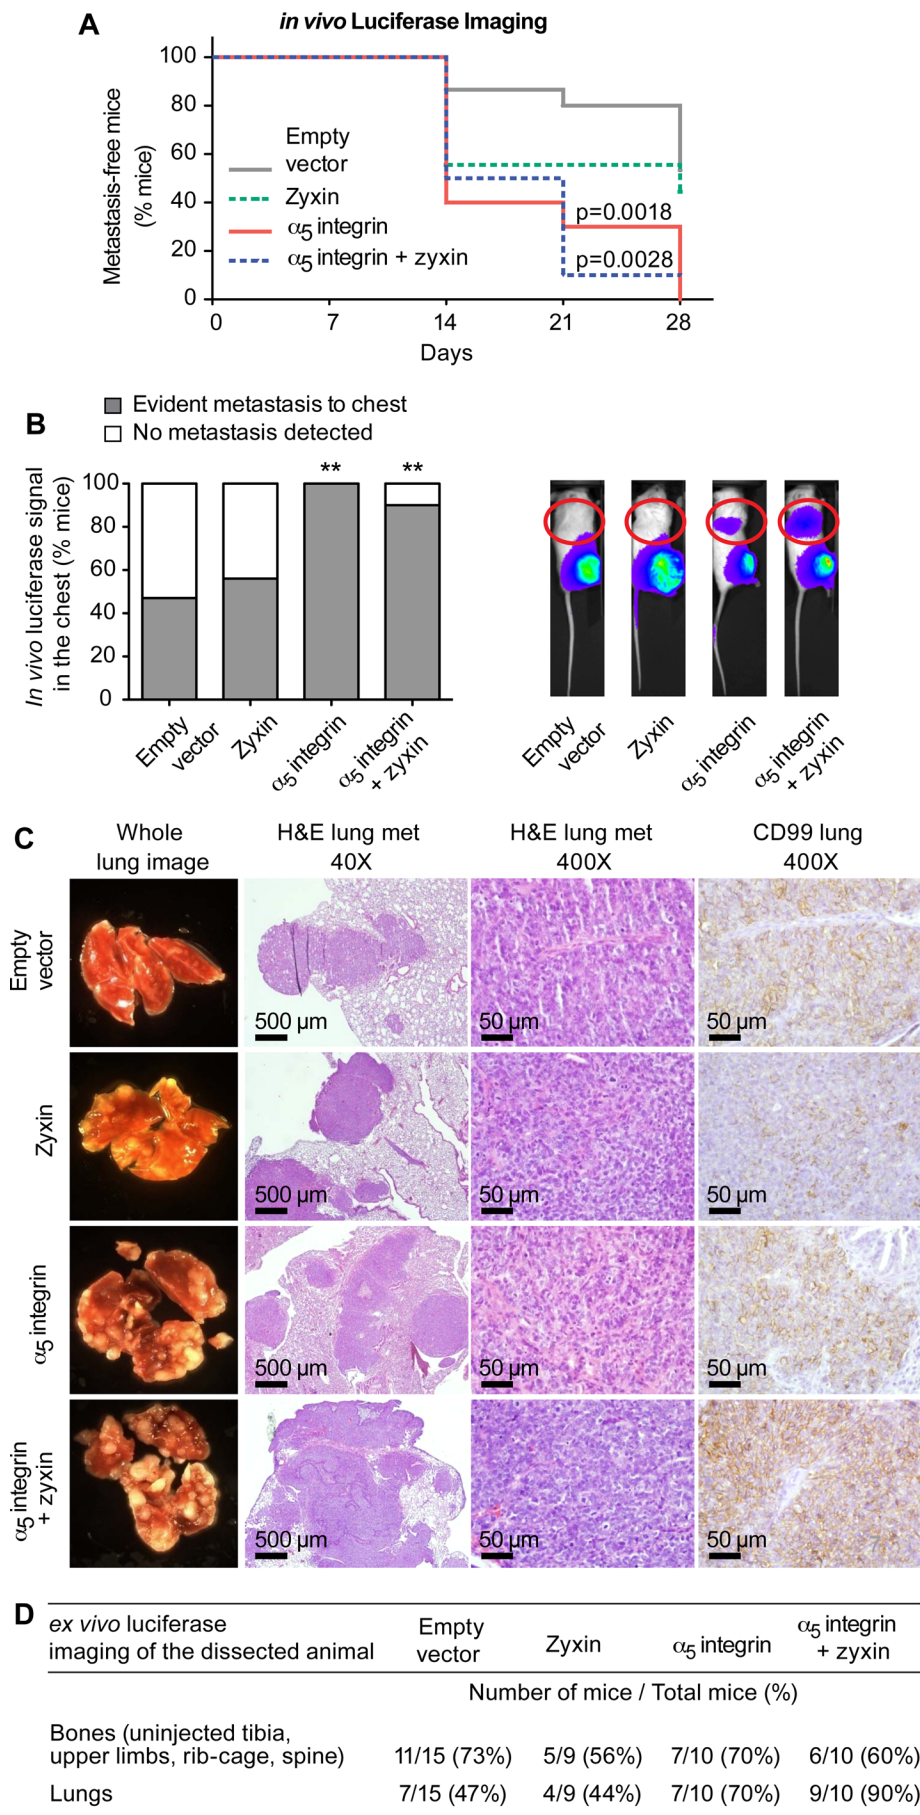 A
in vivo Luciferase Imaging
Metastasis-free mice
(% mice)
100
80
60
40
20
0
Empty
vector
Zyxin
α5 integrin
α5 integrin + zyxin
p=0.0018
p=0.0028
0 7 14 21 28
Days
B
Evident metastasis to chest
No metastasis detected
In vivo luciferase signal
in the chest (% mice)
100
80
60
40
20
0
** **
Empty
vector
Zyxin
α5 integrin
α5 integrin
+ zyxin
Empty
vector
Zyxin
α5 integrin
α5 integrin
+ zyxin
C
Whole
lung image
H&E lung met
40X
H&E lung met
400X
CD99 lung
400X
Empty
vector
500 µm 50 µm 50 µm
Zyxin
500 µm 50 µm 50 µm
α5 integrin
500 µm 50 µm 50 µm
α5 integrin
+ zyxin
500 µm 50 µm 50 µm
D
ex vivo luciferase
imaging of the dissected animal
Empty
vector
Zyxin
α5 integrin
α5 integrin
+ zyxin
Number of mice / Total mice (%)
Bones (uninjected tibia,
upper limbs, rib-cage, spine) 11/15 (73%) 5/9 (56%) 7/10 (70%) 6/10 (60%)
Lungs 7/15 (47%) 4/9 (44%) 7/10 (70%) 9/10 (90%)